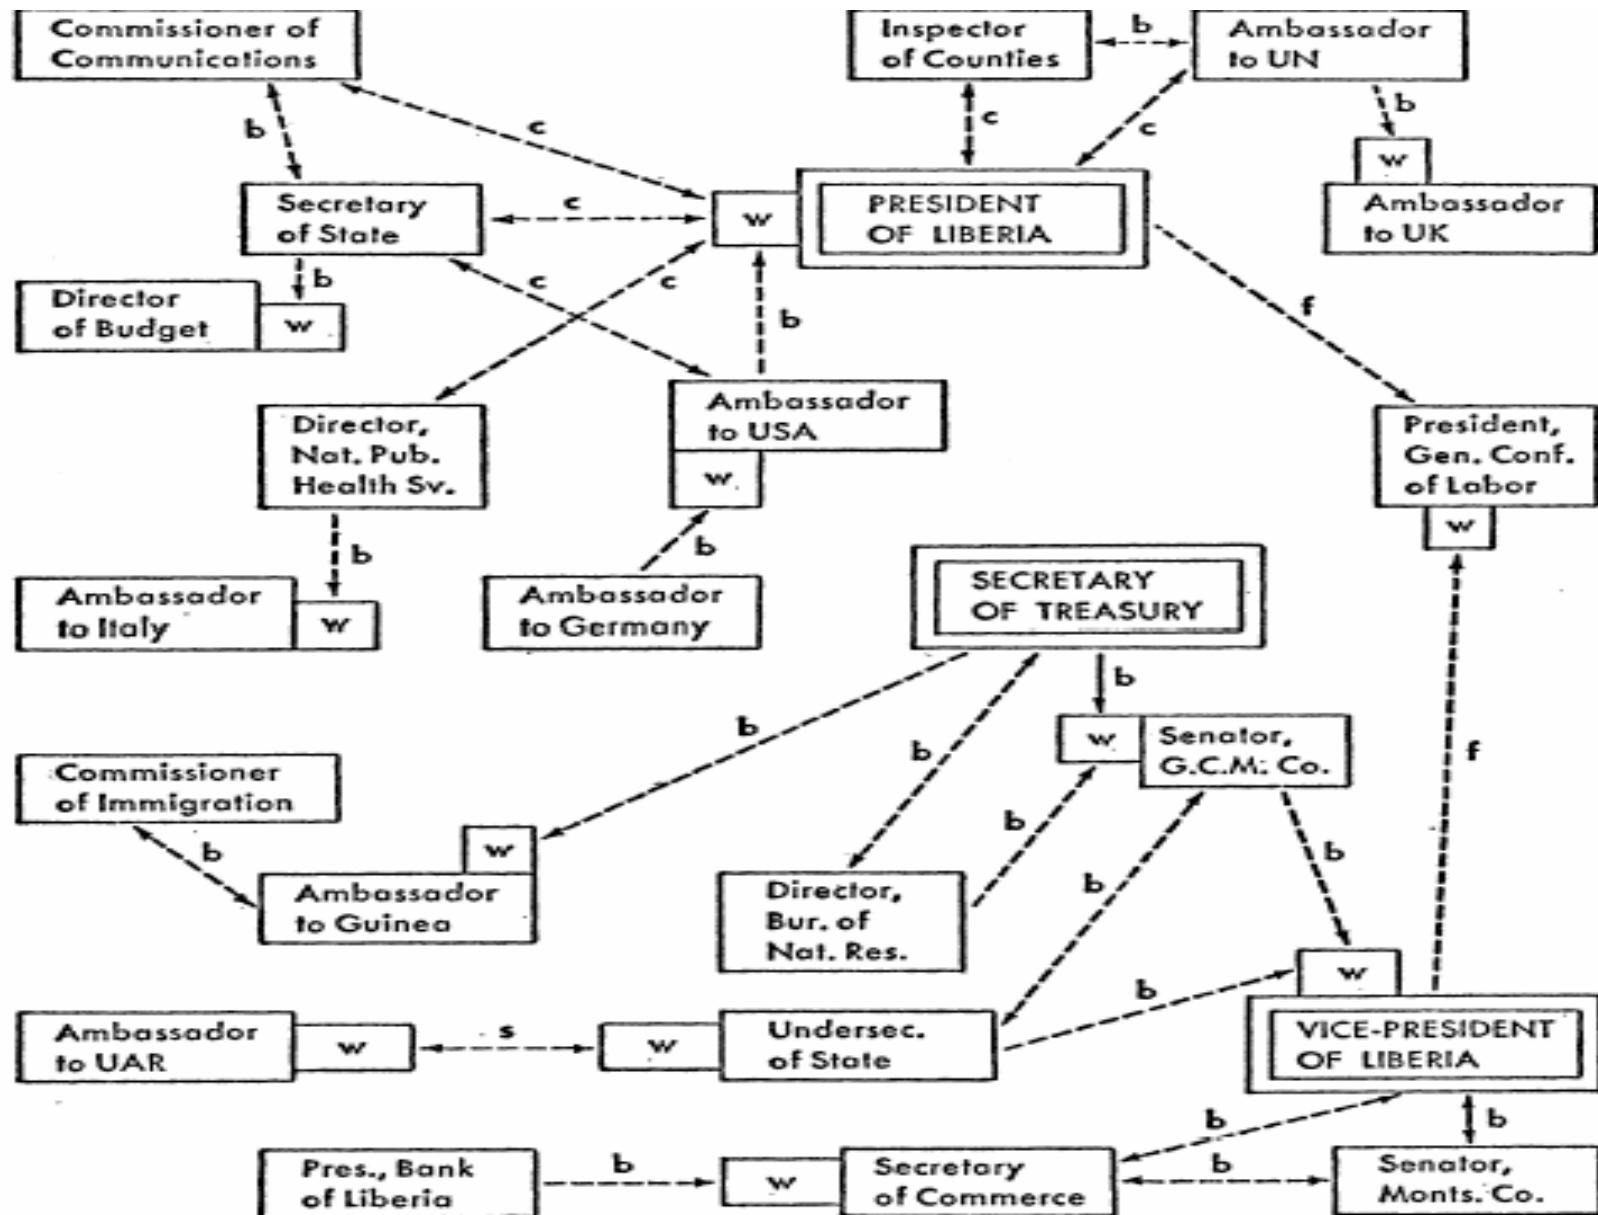 Commissioner of
Communications
Inspector
of Counties
b
Ambassador
to UN
b
c
c
c
b
w
Ambassador
to UK
Secretary
of State
c
w
PRESIDENT
OF LIBERIA
b
Director
of Budget
w
c
c
b
f
Director,
Nat. Pub.
Health Sv.
Ambassador
to USA
w
President,
Gen. Conf.
of Labor
w
b
b
Ambassador
to Italy
w
Ambassador
to Germany
SECRETARY
OF TREASURY
b
b
b
w
Senator,
G.C.M. Co.
f
Commissioner
of Immigration
b
w
Ambassador
to Guinea
b
b
b
Director,
Bur. of
Nat. Res.
w
b
Ambassador
to UAR
w
s
w
Undersec.
of State
VICE-PRESIDENT
OF LIBERIA
b
b
Pres., Bank
of Liberia
b
w
Secretary
of Commerce
b
Senator,
Monts. Co.